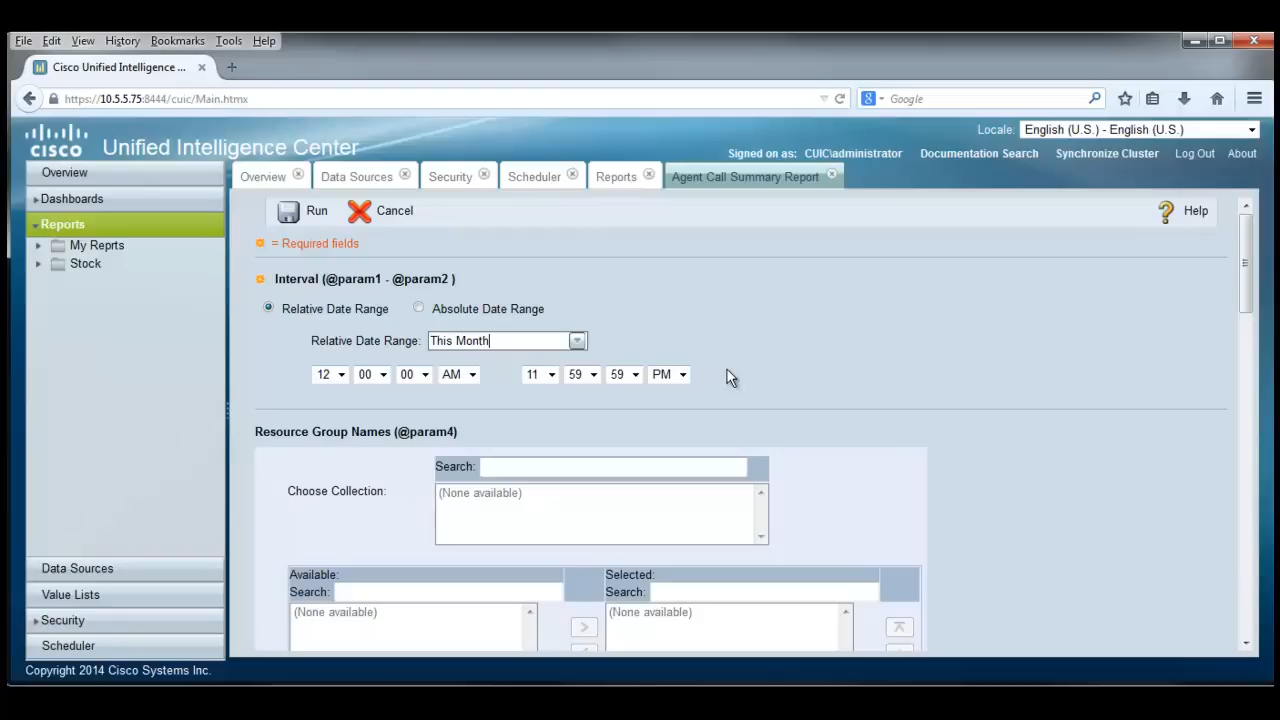 File Edit View History Bookmarks Tools Help
Cisco Unified Intelligence ...
https://10.5.5.75:8444/cuic/Main.htmx
Google
Locale: English (U.S.) - English (U.S.)
CISCO Unified Intelligence Center
Signed on as: CUIC\administrator Documentation Search Synchronize Cluster Log Out About
Overview
Dashboards
Reports
My Reprts
Stock
Data Sources
Value Lists
Security
Scheduler
Overview Data Sources Security Scheduler Reports Agent Call Summary Report
Run Cancel Help
= Required fields
Interval (@param1 - @param2 )
Relative Date Range Absolute Date Range
Relative Date Range: This Month
12 00 00 AM 11 59 59 PM
Resource Group Names (@param4)
Search:
Choose Collection: (None available)
Available: Selected:
Search: Search:
(None available) (None available)
>
Copyright 2014 Cisco Systems Inc.